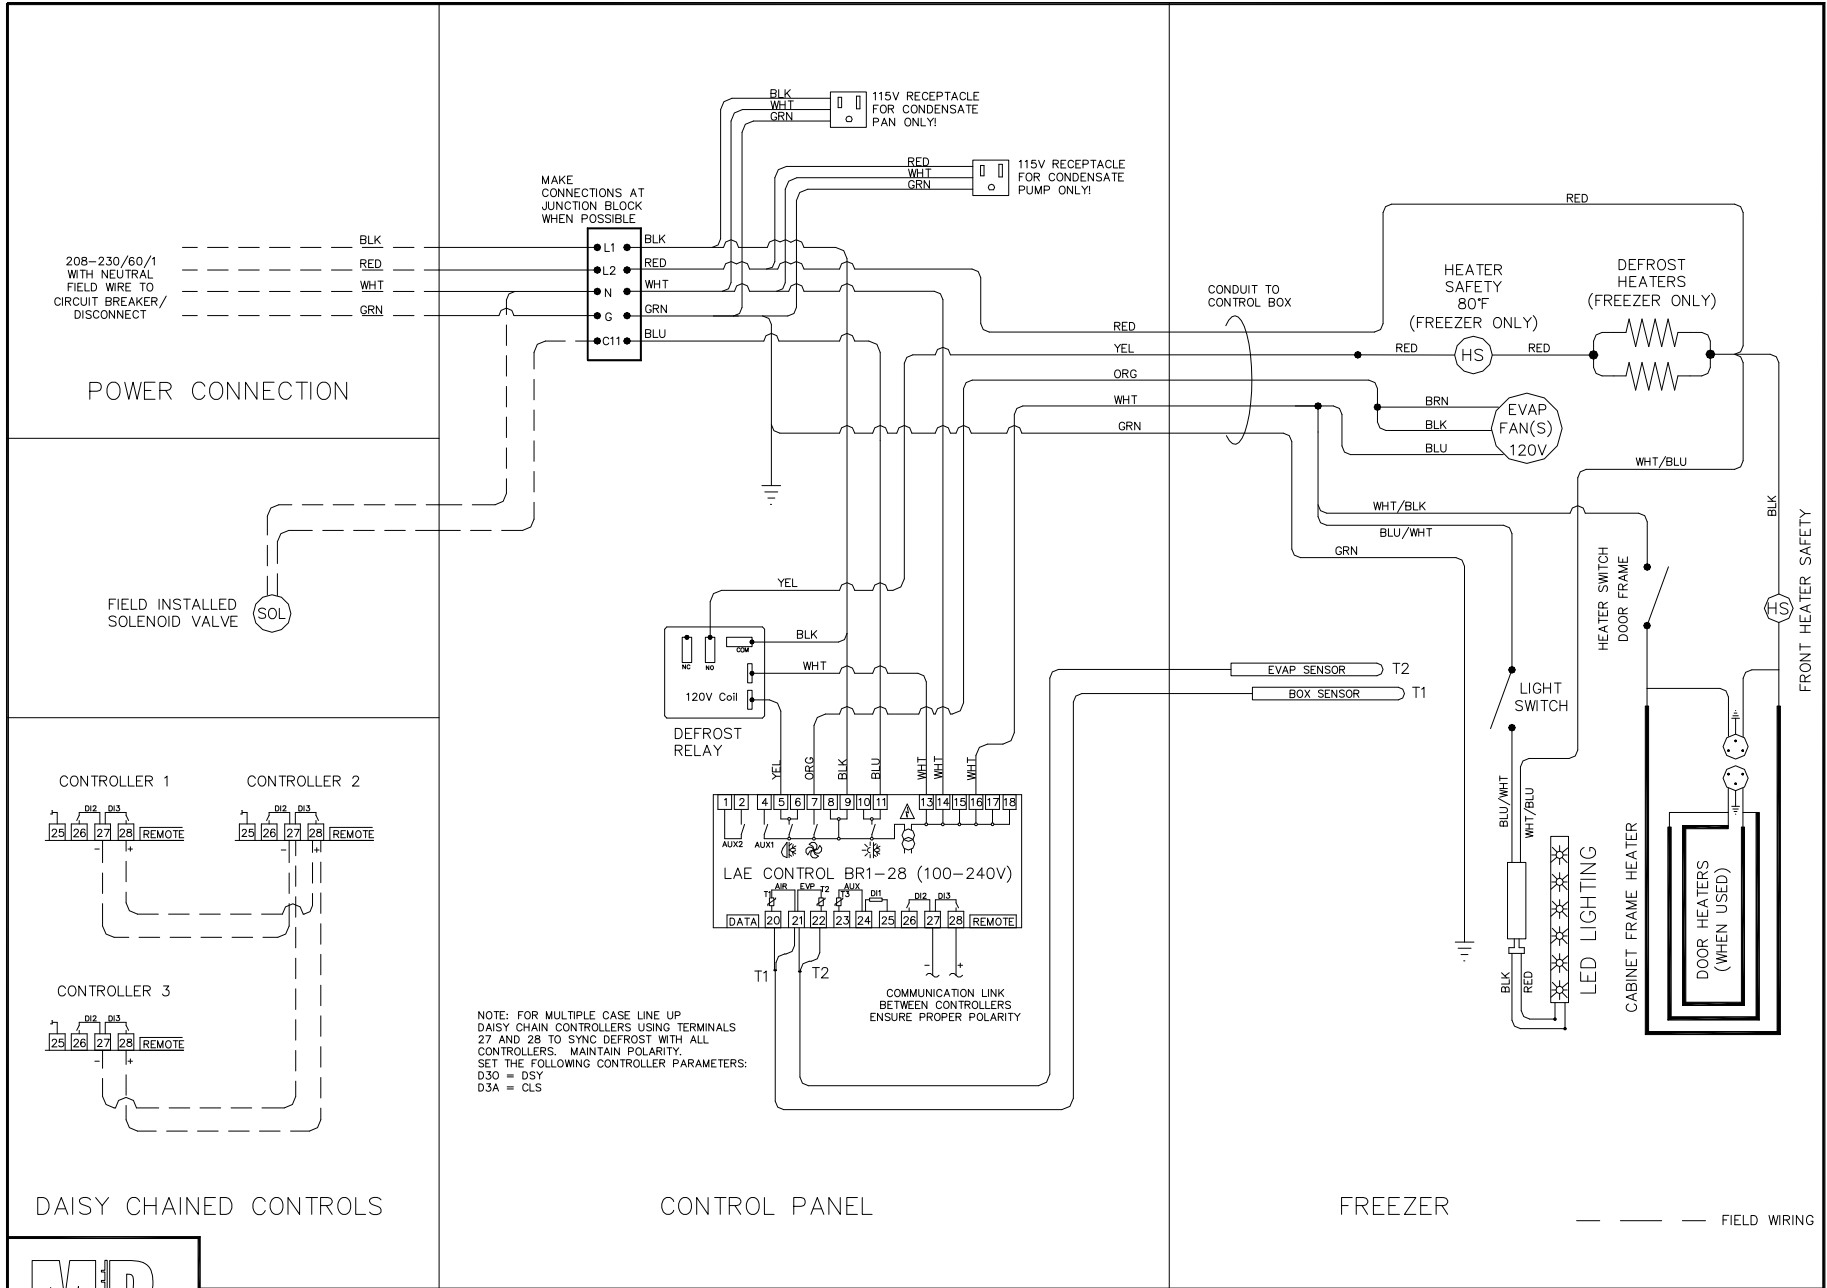 208-230/60/1
WITH NEUTRAL
FIELD WIRE TO
CIRCUIT BREAKER/
DISCONNECT
BLK
RED
WHT
GRN
POWER CONNECTION
FIELD INSTALLED
SOLENOID VALVE
SOL
MAKE
CONNECTIONS AT
JUNCTION BLOCK
WHEN POSSIBLE
L1
L2
N
G
C11
BLK
RED
WHT
GRN
BLU
BLK
WHT
GRN
115V RECEPTACLE
FOR CONDENSATE
PAN ONLY!
RED
WHT
GRN
115V RECEPTACLE
FOR CONDENSATE
PUMP ONLY!
RED
YEL
ORG
WHT
GRN
CONDUIT TO
CONTROL BOX
RED
HEATER
SAFETY
80°F
(FREEZER ONLY)
RED
HS
RED
DEFROST
HEATERS
(FREEZER ONLY)
BRN
BLK
BLU
EVAP
FAN(S)
120V
WHT/BLU
WHT/BLK
BLU/WHT
GRN
BLK
HEATER SWITCH
DOOR FRAME
HS
FRONT HEATER SAFETY
YEL
BLK
WHT
NC
NO
COM
120V Coil
DEFROST
RELAY
EVAP SENSOR
T2
BOX SENSOR
T1
LIGHT
SWITCH
YEL
ORG
BLK
BLU
WHT
WHT
WHT
1 2 4 5 6 7 8 9 10 11 13 14 15 16 17 18
AUX2
AUX1
LAE CONTROL BR1-28 (100-240V)
AIR
EVP
AUX
T1
T2
T3
DI1
DI2
DI3
DATA 20 21 22 23 24 25 26 27 28 REMOTE
T1
T2
-
+
COMMUNICATION LINK
BETWEEN CONTROLLERS
ENSURE PROPER POLARITY
NOTE: FOR MULTIPLE CASE LINE UP
DAISY CHAIN CONTROLLERS USING TERMINALS
27 AND 28 TO SYNC DEFROST WITH ALL
CONTROLLERS. MAINTAIN POLARITY.
SET THE FOLLOWING CONTROLLER PARAMETERS:
D3O = DSY
D3A = CLS
BLU/WHT
WHT/BLU
BLK
RED
LED LIGHTING
CABINET FRAME HEATER
DOOR HEATERS
(WHEN USED)
CONTROLLER 1
DI2 DI3
25 26 27 28 REMOTE
- +
CONTROLLER 2
DI2 DI3
25 26 27 28 REMOTE
- +
CONTROLLER 3
DI2 DI3
25 26 27 28 REMOTE
- +
DAISY CHAINED CONTROLS
CONTROL PANEL
FREEZER
FIELD WIRING